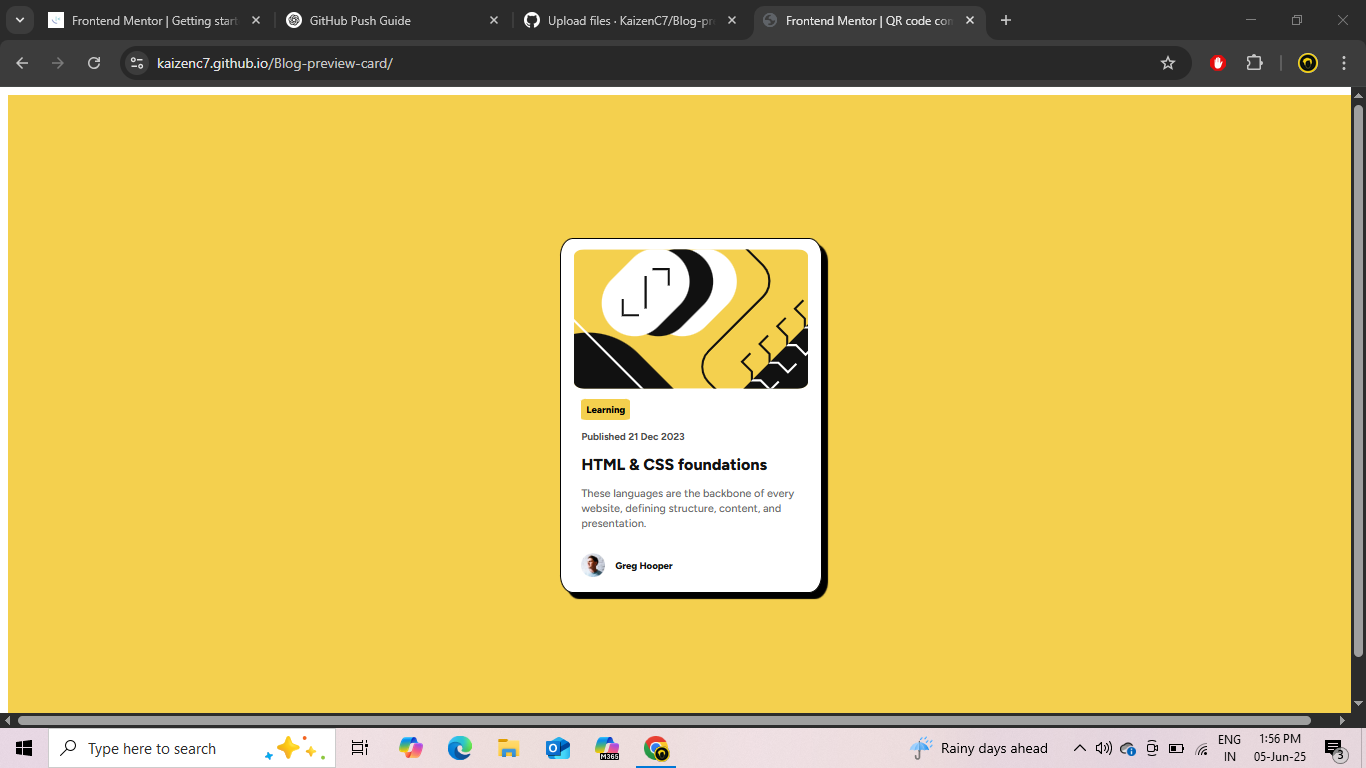 Frontend Mentor | Getting start
GitHub Push Guide
Upload files · KaizenC7/Blog-pr
Frontend Mentor | QR code con
kaizenc7.github.io/Blog-preview-card/
Learning
Published 21 Dec 2023
HTML & CSS foundations
These languages are the backbone of every
website, defining structure, content, and
presentation.
Greg Hooper
Type here to search
M365
Rainy days ahead
ENG
IN
1:56 PM
05-Jun-25
3